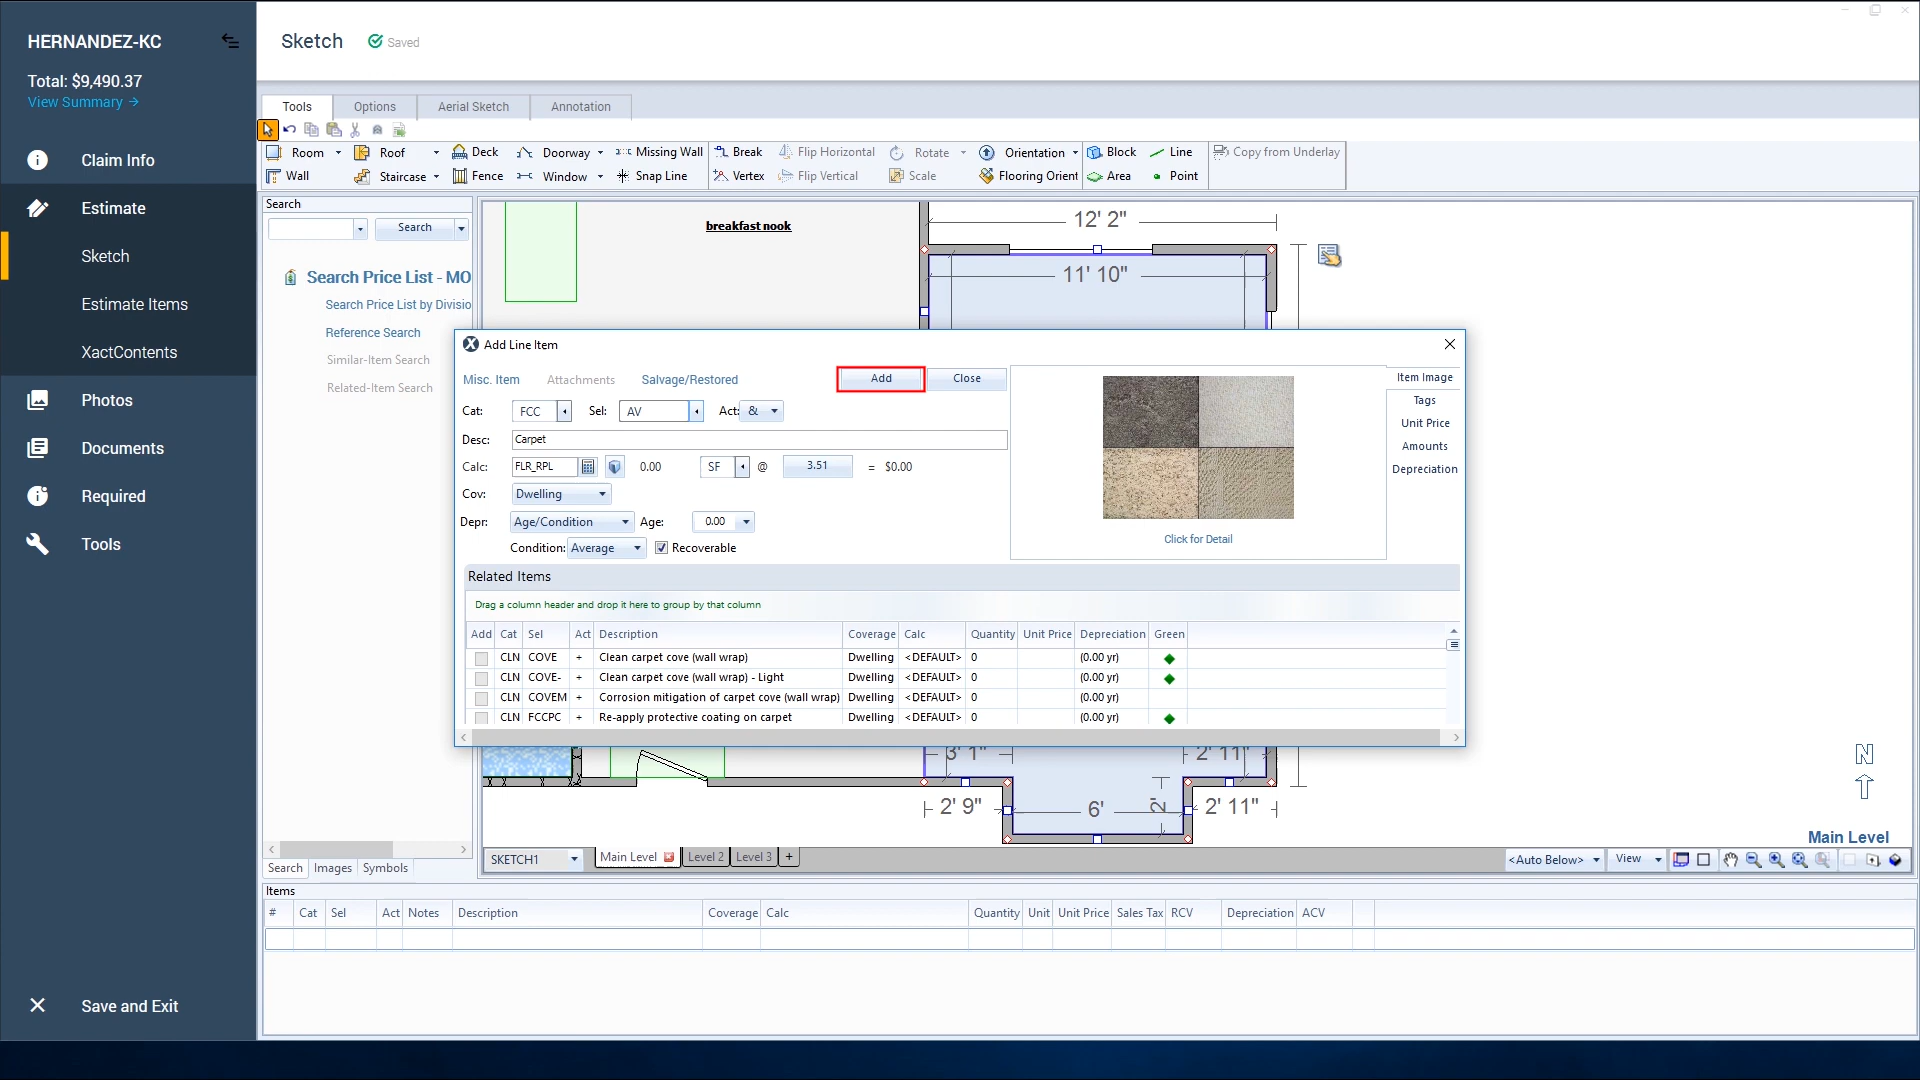 HERNANDEZ-KC
Total: $9,490.37
View Summary →
Claim Info
Estimate
Sketch
Estimate Items
XactContents
Photos
Documents
Required
Tools
Save and Exit
Sketch
Saved
Tools
Options
Aerial Sketch
Annotation
Room
Roof
Deck
Doorway
Missing Wall
Break
Flip Horizontal
Rotate
Orientation
Block
Line
Copy from Underlay
Wall
Staircase
Fence
Window
Snap Line
Vertex
Flip Vertical
Scale
Flooring Orient
Area
Point
Search
Search
Search Price List - MO
Search Price List by Divisio
Reference Search
Similar-Item Search
Related-Item Search
Search
Images
Symbols
breakfast nook
12' 2"
11' 10"
Add Line Item
Misc. Item
Attachments
Salvage/Restored
Add
Close
Cat:
FCC
Sel:
AV
Act:
&
Desc:
Carpet
Calc:
FLR_RPL
0.00
SF
@
3.51
= $0.00
Cov:
Dwelling
Depr:
Age/Condition
Age:
0.00
Condition:
Average
Recoverable
Click for Detail
Item Image
Tags
Unit Price
Amounts
Depreciation
Related Items
Drag a column header and drop it here to group by that column
Add Cat Sel Act Description Coverage Calc Quantity Unit Price Depreciation Green
CLN COVE + Clean carpet cove (wall wrap) Dwelling <DEFAULT> 0 (0.00 yr)
CLN COVE- + Clean carpet cove (wall wrap) - Light Dwelling <DEFAULT> 0 (0.00 yr)
CLN COVEM + Corrosion mitigation of carpet cove (wall wrap) Dwelling <DEFAULT> 0 (0.00 yr)
CLN FCCPC + Re-apply protective coating on carpet Dwelling <DEFAULT> 0 (0.00 yr)
3' 1"
2' 11"
2' 9"
6'
2'
2' 11"
N
Main Level
SKETCH1
Main Level
Level 2
Level 3
+
<Auto Below>
View
Items
# Cat Sel Act Notes Description Coverage Calc Quantity Unit Unit Price Sales Tax RCV Depreciation ACV